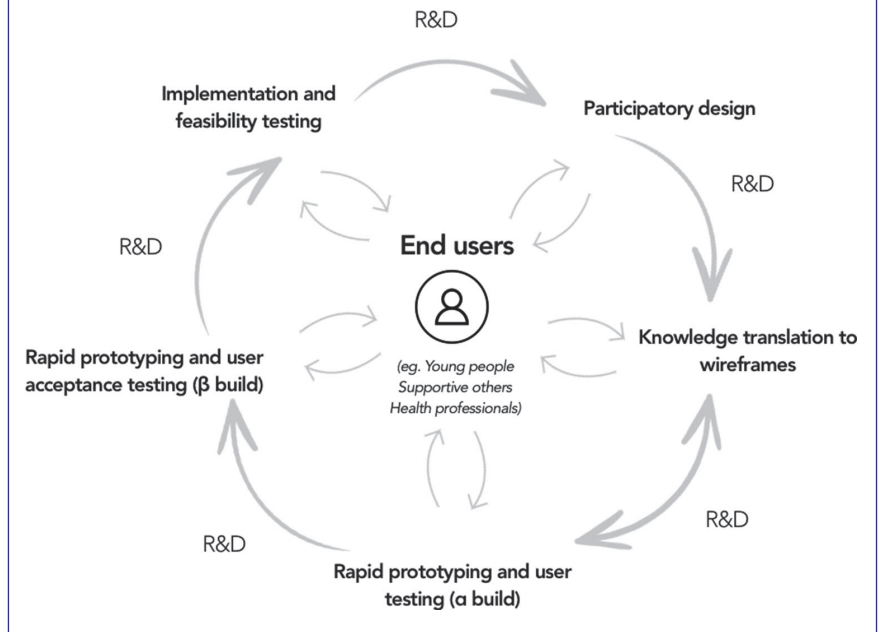 R&D
Implementation and
feasibility testing
Participatory design
R&D
R&D
End users
Knowledge translation to
wireframes
Rapid prototyping and user
acceptance testing (β build)
(eg. Young people
Supportive others
Health professionals)
R&D
R&D
Rapid prototyping and user
testing (α build)